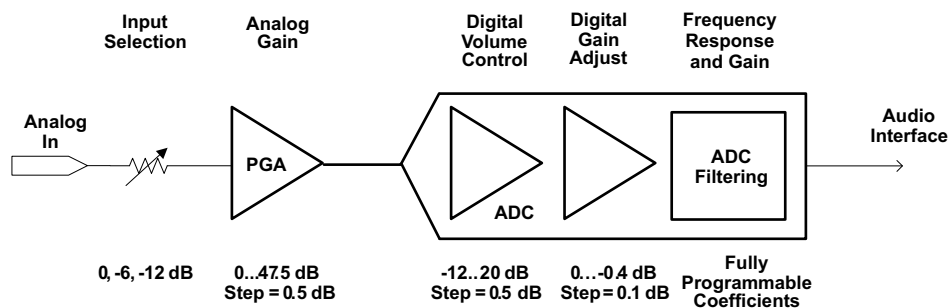 Input
Selection
Analog
Gain
Digital
Volume
Control
Digital
Gain
Adjust
Frequency
Response
and Gain
Analog
In
PGA
ADC
ADC
Filtering
Audio
Interface
0, -6, -12 dB
0...47.5 dB
Step = 0.5 dB
-12..20 dB
Step = 0.5 dB
0...-0.4 dB
Step = 0.1 dB
Fully
Programmable
Coefficients